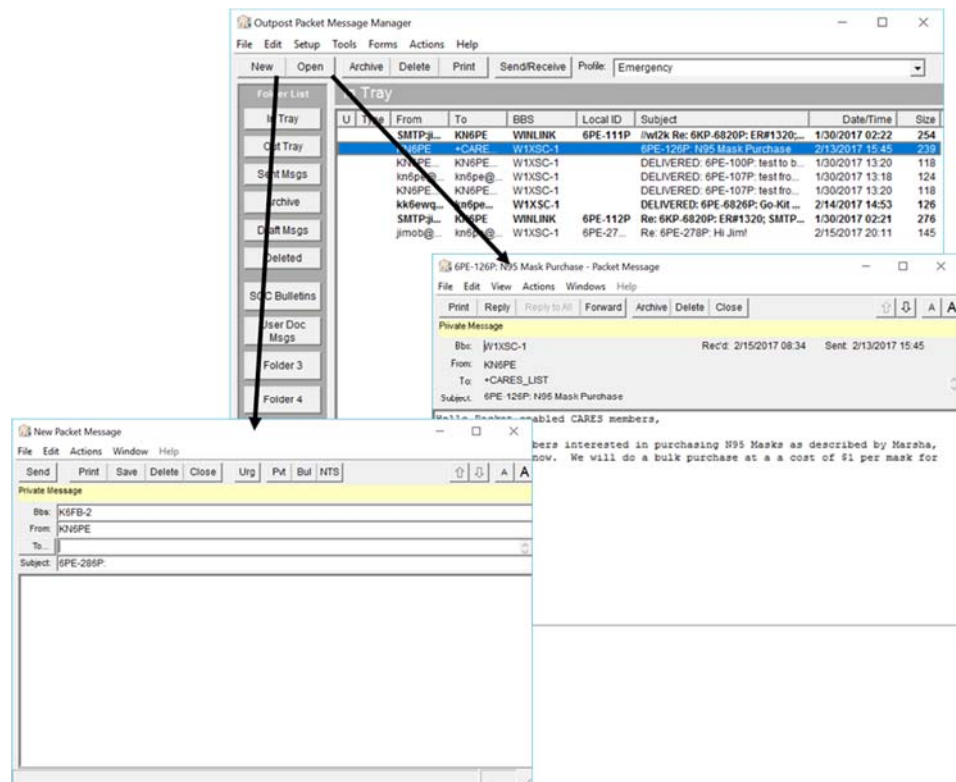 Outpost Packet Message Manager
File Edit Setup Tools Forms Actions Help
New Open Archive Delete Print Send/Receive Profile: Emergency
Folder List
In Tray
In Tray
Out Tray
Sent Msgs
Archive
Draft Msgs
Deleted
SCC Bulletins
User Doc
Msgs
Folder 3
Folder 4
U Type From To BBS Local ID Subject Date/Time Size
SMTP:ji... KN6PE WINLINK 6PE-111P //wl2k Re: 6KP-6820P: ER#1320;... 1/30/2017 02:22 254
KN6PE +CARE... W1XSC-1 6PE-126P: N95 Mask Purchase 2/13/2017 15:45 239
KN6PE... KN6PE... W1XSC-1 DELIVERED: 6PE-100P: test to b... 1/30/2017 13:20 118
kn6pe@... kn6pe@... W1XSC-1 DELIVERED: 6PE-107P: test fro... 1/30/2017 13:18 124
KN6PE... KN6PE... W1XSC-1 DELIVERED: 6PE-107P: test fro... 1/30/2017 13:20 118
kk6ewq... kn6pe... W1XSC-1 DELIVERED: 6PE-6826P: Go-Kit ... 2/14/2017 14:53 126
SMTP:ji... KN6PE WINLINK 6PE-112P Re: 6KP-6820P: ER#1320; SMTP... 1/30/2017 02:21 276
jimob@... kn6pe@... W1XSC-1 6PE-27... Re: 6PE-278P: Hi Jim! 2/15/2017 20:11 145
6PE-126P: N95 Mask Purchase - Packet Message
File Edit View Actions Windows Help
Print Reply Reply to All Forward Archive Delete Close A A
Private Message
Bbs: W1XSC-1 Rec'd: 2/15/2017 08:34 Sent: 2/13/2017 15:45
From: KN6PE
To: +CARES_LIST
Subject: 6PE-126P: N95 Mask Purchase
Hello Packet enabled CARES members,
bers interested in purchasing N95 Masks as described by Marsha,
now. We will do a bulk purchase at a a cost of $1 per mask for
New Packet Message
File Edit Actions Window Help
Send Print Save Delete Close Urg Pvt Bul NTS A A
Private Message
Bbs: K6FB-2
From: KN6PE
To...
Subject: 6PE-286P: